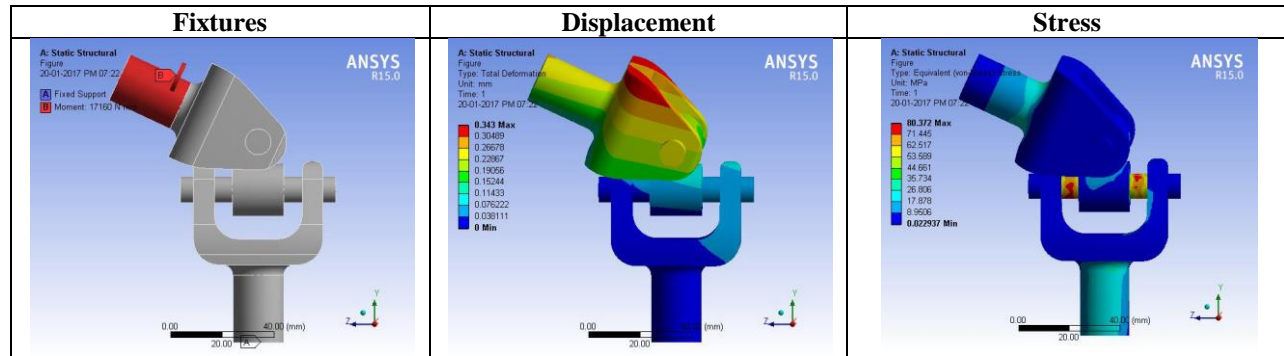 Fixtures
Displacement
Stress
A: Static Structural
Figure
20-01-2017 PM 07:22
A Fixed Support
B Moment: 17160 N
B
ANSYS
R15.0
0.00
40.00 (mm)
20.00
A
Y
Z
A: Static Structural
Figure
Type: Total Deformation
Unit: mm
Time: 1
20-01-2017 PM 07:22
0.343 Max
0.30489
0.26678
0.22867
0.19056
0.15244
0.11433
0.076222
0.038111
0 Min
ANSYS
R15.0
0.00
40.00 (mm)
20.00
Y
Z
A: Static Structural
Figure
Type: Equivalent Stress
Unit: MPa
Time: 1
20-01-2017 PM 07:22
80.372 Max
71.445
62.517
53.589
44.661
35.734
26.806
17.878
8.9506
0.022937 Min
ANSYS
R15.0
0.00
40.00 (mm)
20.00
Y
Z